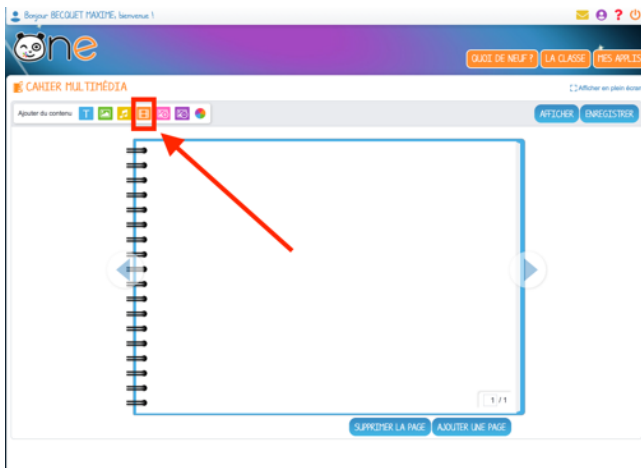 Bonjour BECQUET MAXIME, bienvenue !
?
one
QUOI DE NEUF ?
LA CLASSE
MES APPLIS
CAHIER MULTIMÉDIA
Afficher en plein écran
Ajouter du contenu
T
AFFICHER
ENREGISTRER
1 / 1
SUPPRIMER LA PAGE
AJOUTER UNE PAGE